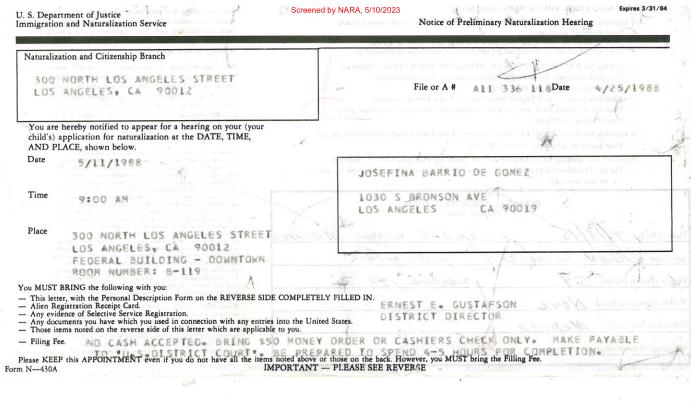 Screened by NARA, 5/10/2023
Expires 3/31/84
U. S. Department of Justice
Immigration and Naturalization Service
Notice of Preliminary Naturalization Hearing
Naturalization and Citizenship Branch
300 NORTH LOS ANGELES STREET
LOS ANGELES, CA 90012
File or A # A11 336 118 Date 4/25/1988
You are hereby notified to appear for a hearing on your (your
child's) application for naturalization at the DATE, TIME,
AND PLACE, shown below.
Date 5/11/1988
Time 9:00 AM
Place 300 NORTH LOS ANGELES STREET
LOS ANGELES, CA 90012
FEDERAL BUILDING - DOWNTOWN
ROOM NUMBER: B-119
JOSEFINA BARRIO DE GOMEZ
1030 S BRONSON AVE
LOS ANGELES CA 90019
You MUST BRING the following with you:
— This letter, with the Personal Description Form on the REVERSE SIDE COMPLETELY FILLED IN.
— Alien Registration Receipt Card.
— Any evidence of Selective Service Registration.
— Any documents you have which you used in connection with any entries into the United States.
— Those items noted on the reverse side of this letter which are applicable to you.
ERNEST E. GUSTAFSON
DISTRICT DIRECTOR
— Filing Fee. NO CASH ACCEPTED. BRING $50 MONEY ORDER OR CASHIERS CHECK ONLY. MAKE PAYABLE
TO "U.S.DISTRICT COURT". BE PREPARED TO SPEND 4-5 HOURS FOR COMPLETION.
Please KEEP this APPOINTMENT even if you do not have all the items noted above or those on the back. However, you MUST bring the Filing Fee.
Form N—430A
IMPORTANT — PLEASE SEE REVERSE